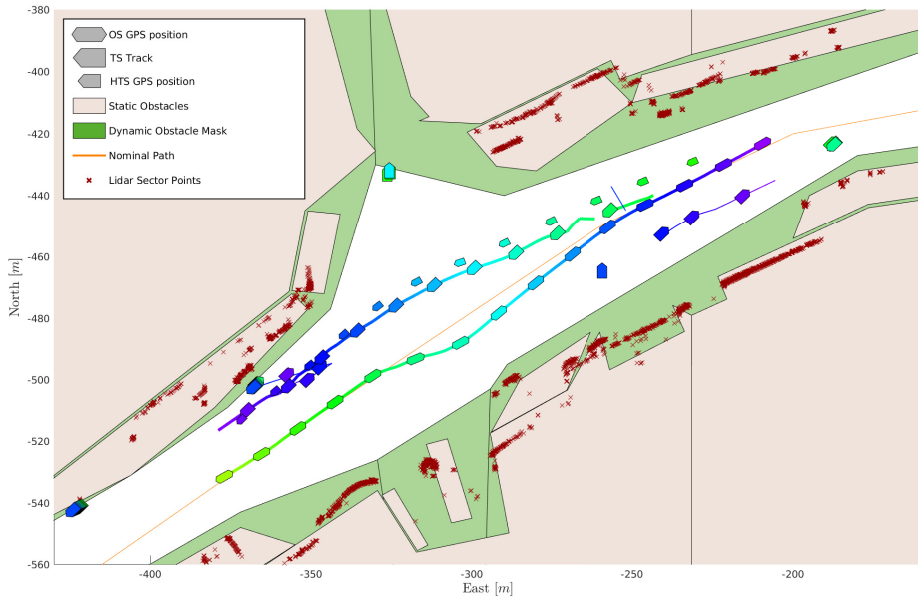 -380
-400
-420
-440
-460
-480
-500
-520
-540
-560
North [m]
OS GPS position
TS Track
HTS GPS position
Static Obstacles
Dynamic Obstacle Mask
Nominal Path
Lidar Sector Points
-400
-350
-300
-250
-200
East [m]